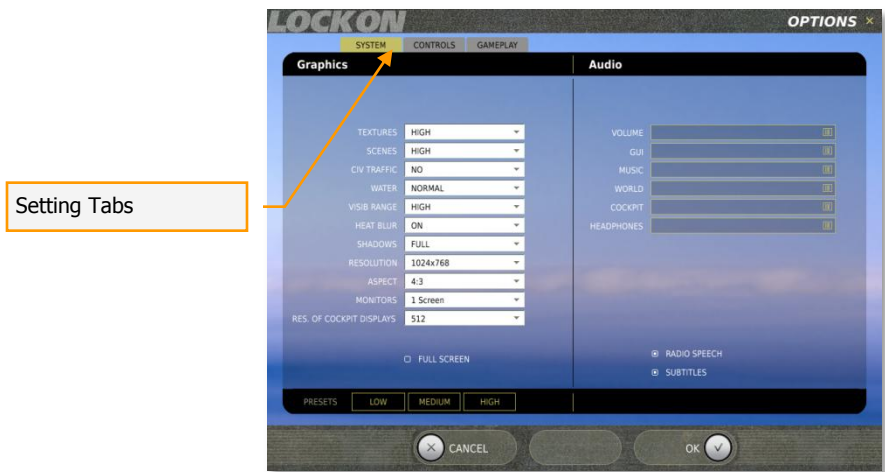 LOCKON
OPTIONS ×
SYSTEM CONTROLS GAMEPLAY
Graphics
Audio
Setting Tabs
TEXTURES HIGH
SCENES HIGH
CIV TRAFFIC NO
WATER NORMAL
VISIB RANGE HIGH
HEAT BLUR ON
SHADOWS FULL
RESOLUTION 1024x768
ASPECT 4:3
MONITORS 1 Screen
RES. OF COCKPIT DISPLAYS 512
FULL SCREEN
VOLUME
GUI
MUSIC
WORLD
COCKPIT
HEADPHONES
RADIO SPEECH
SUBTITLES
PRESETS LOW MEDIUM HIGH
CANCEL
OK